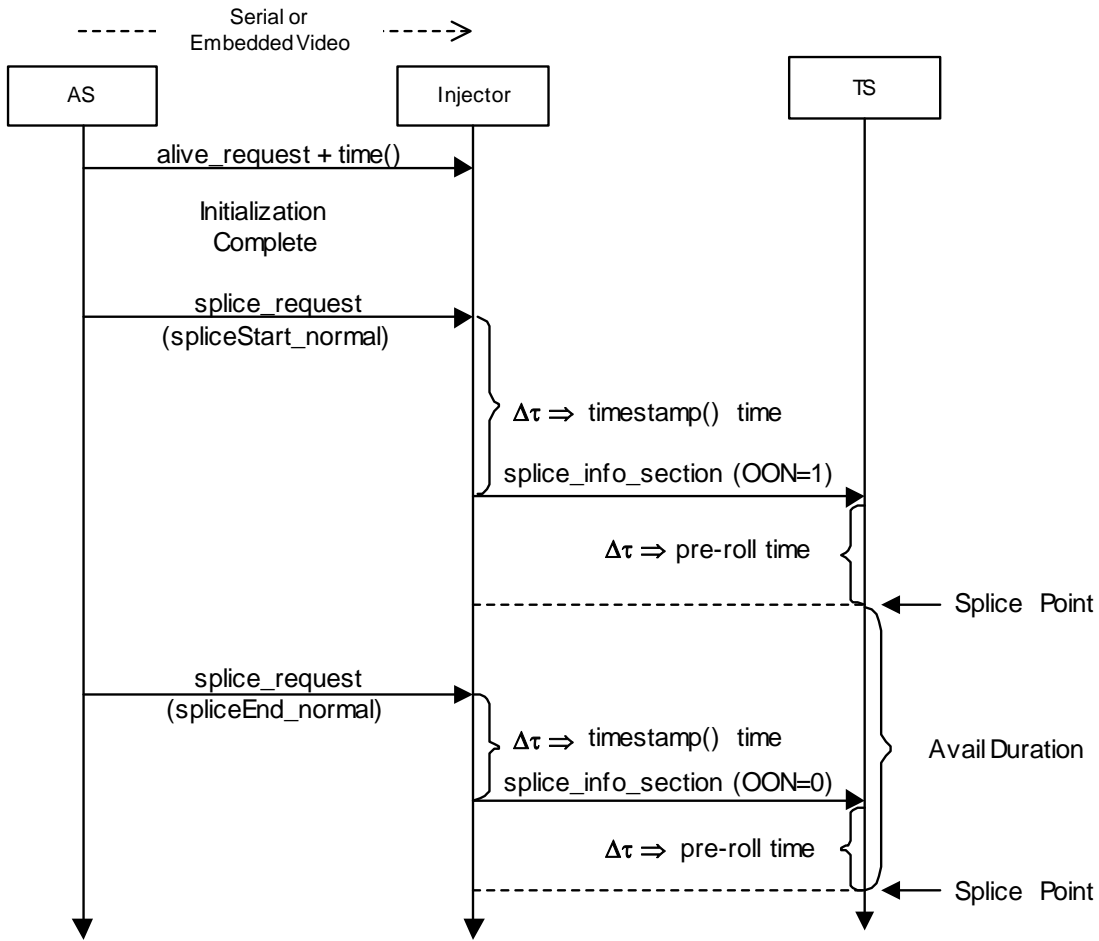 Serial or
Embedded Video
AS
Injector
TS
alive_request + time()
Initialization
Complete
splice_request
(spliceStart_normal)
Δτ ⇒ timestamp() time
splice_info_section (OON=1)
Δτ ⇒ pre-roll time
Splice Point
splice_request
(spliceEnd_normal)
Δτ ⇒ timestamp() time
Avail Duration
splice_info_section (OON=0)
Δτ ⇒ pre-roll time
Splice Point